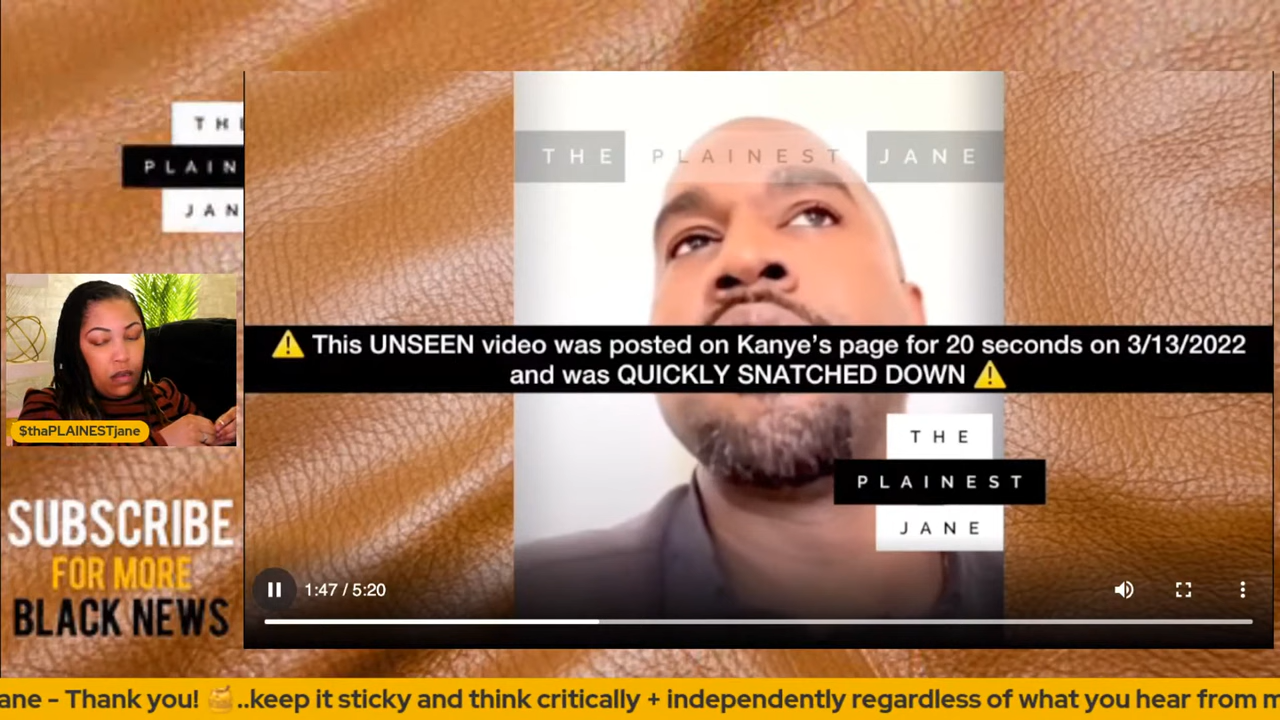 THE PLAINEST JANE
TH
PLAIN
JAN
⚠️ This UNSEEN video was posted on Kanye’s page for 20 seconds on 3/13/2022
and was QUICKLY SNATCHED DOWN ⚠️
$thaPLAINESTjane
THE
PLAINEST
JANE
SUBSCRIBE
FOR MORE
BLACK NEWS
1:47 / 5:20
ane - Thank you! 🍯..keep it sticky and think critically + independently regardless of what you hear from m